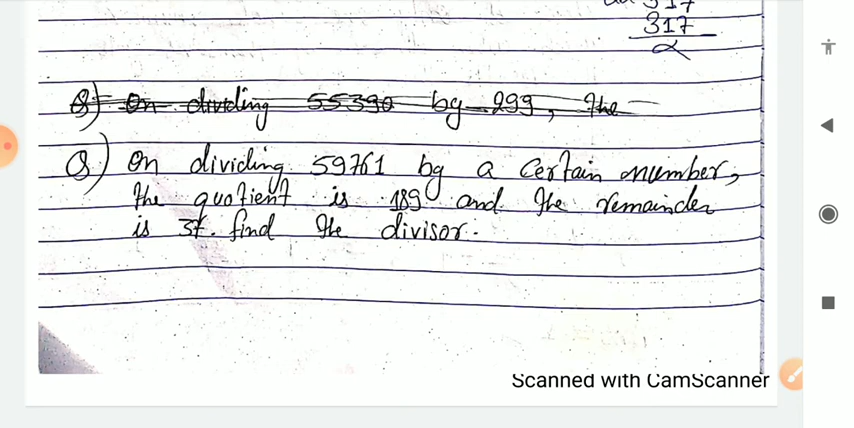 317
317
Q) On dividing 55390 by 299, the
Q) On dividing 59761 by a certain number,
the quotient is 189 and the remainder
is 37. find the divisor.
Scanned with CamScanner